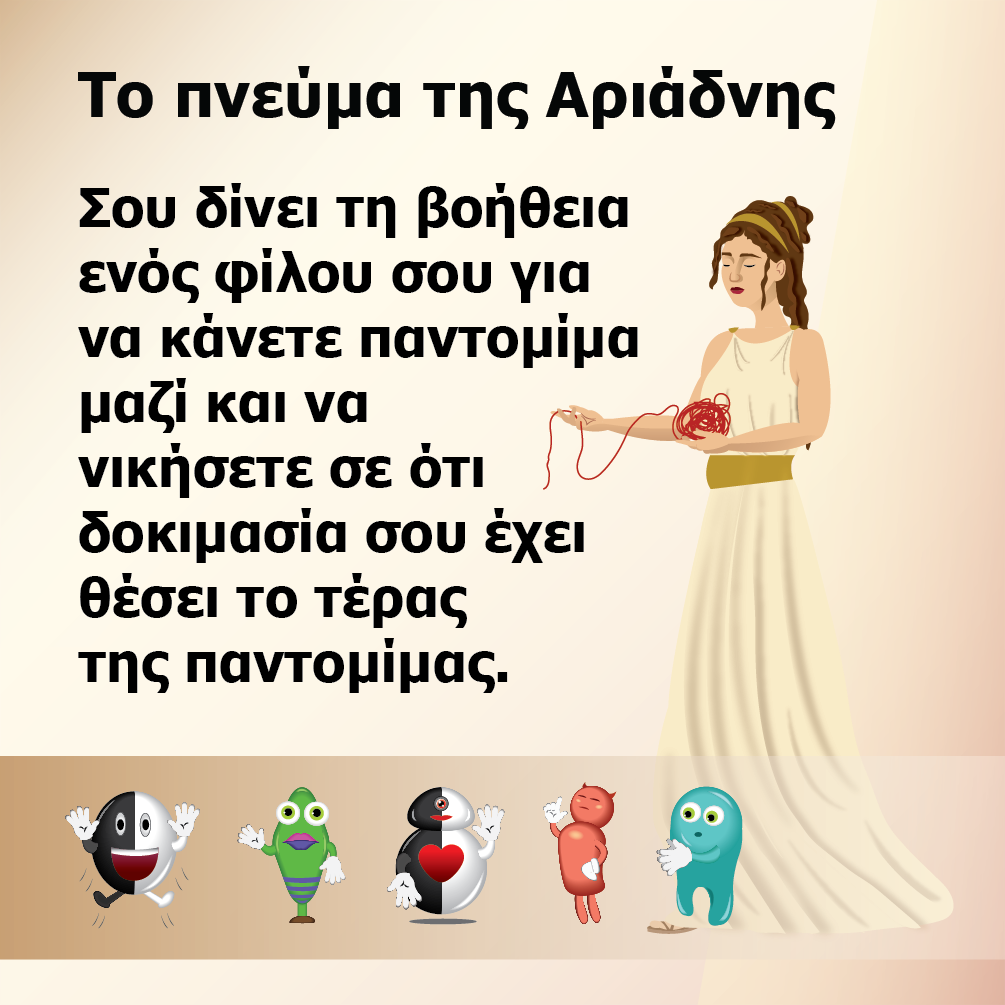 Το πνεύμα της Αριάδνης
Σου δίνει τη βοήθεια
ενός φίλου σου για
να κάνετε παντομίμα
μαζί και να
νικήσετε σε ότι
δοκιμασία σου έχει
θέσει το τέρας
της παντομίμας.